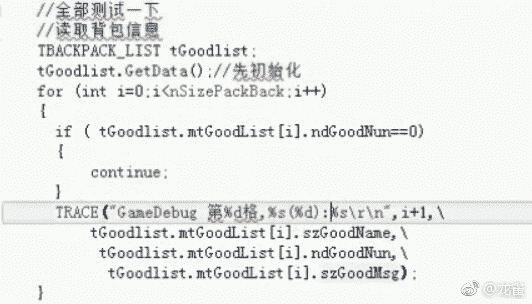 //全部测试一下
//读取背包信息
TBACKPACK_LIST tGoodlist;
tGoodlist.GetData();//先初始化
for (int i=0;i<nSizePackBack;i++)
{
if ( tGoodlist.mtGoodList[i].ndGoodNun==0)
{
continue;
}
TRACE("GameDebug 第%d格,%s(%d):%s\r\n",i+1,\
tGoodlist.mtGoodList[i].szGoodName,\
tGoodlist.mtGoodList[i].ndGoodNun,\
tGoodlist.mtGoodList[i].szGoodMsg);
}
@龙雀